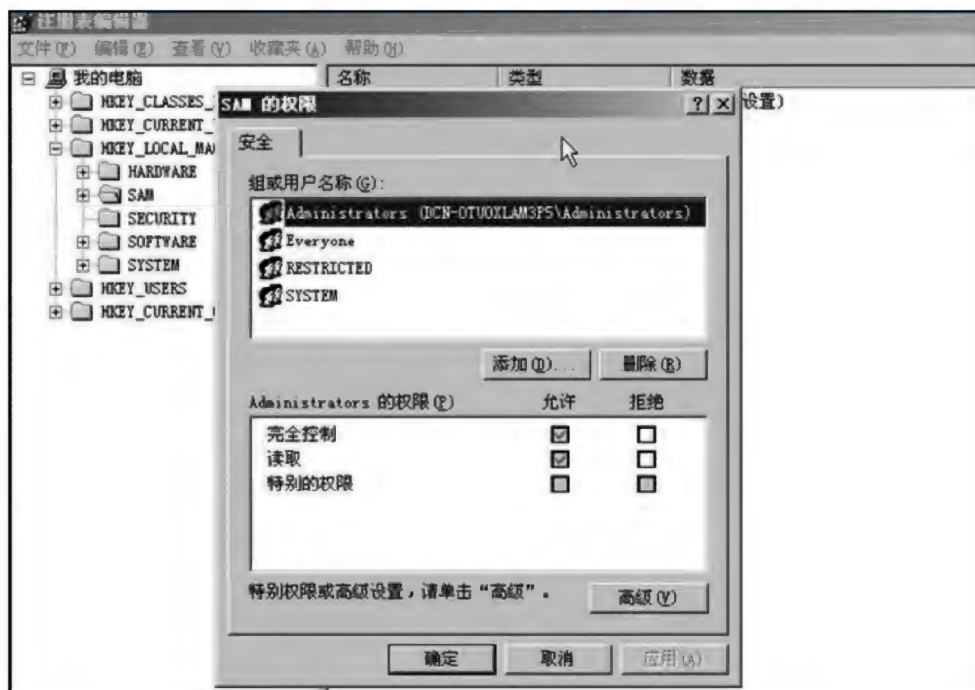 注册表编辑器
文件(F) 编辑(E) 查看(V) 收藏夹(A) 帮助(H)
我的电脑
名称 类型 数据
HKEY_CLASSES_
HKEY_CURRENT_
HKEY_LOCAL_MA
HARDWARE
SAM
SECURITY
SOFTWARE
SYSTEM
HKEY_USERS
HKEY_CURRENT_
设置)
SAM 的权限
安全
组或用户名称(G):
Administrators (DCN-OTUOXLAM3P5\Administrators)
Everyone
RESTRICTED
SYSTEM
添加(D)... 删除(R)
Administrators 的权限(P) 允许 拒绝
完全控制
读取
特别的权限
特别权限或高级设置，请单击“高级”。 高级(V)
确定 取消 应用(A)